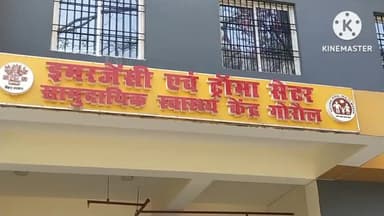 KINEMASTER
इमरजेंसी एवं ट्रॉमा सेंटर
सामुदायिक स्वास्थ्य केंद्र गोरौल